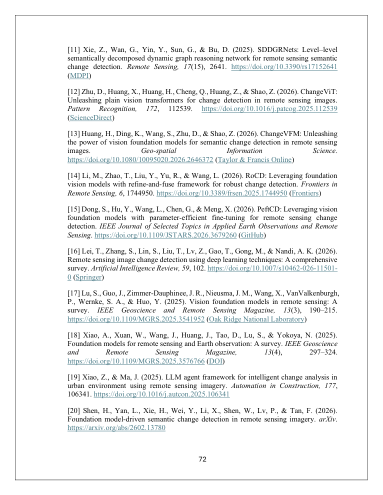 [11] Xie, Z., Wan, G., Yin, Y., Sun, G., & Bu, D. (2025). SDDGRNets: Level–level
semantically decomposed dynamic graph reasoning network for remote sensing semantic
change detection. Remote Sensing, 17(15), 2641. https://doi.org/10.3390/rs17152641
(MDPI)
[12] Zhu, D., Huang, X., Huang, H., Cheng, Q., Huang, Z., & Shao, Z. (2026). ChangeViT:
Unleashing plain vision transformers for change detection in remote sensing images.
Pattern Recognition, 172, 112539. https://doi.org/10.1016/j.patcog.2025.112539
(ScienceDirect)
[13] Huang, H., Ding, K., Wang, S., Zhu, D., & Shao, Z. (2026). ChangeVFM: Unleashing
the power of vision foundation models for semantic change detection in remote sensing
images. Geo-spatial Information Science.
https://doi.org/10.1080/10095020.2026.2646372 (Taylor & Francis Online)
[14] Li, M., Zhao, T., Liu, Y., Yu, R., & Wang, L. (2026). RoCD: Leveraging foundation
vision models with refine-and-fuse framework for robust change detection. Frontiers in
Remote Sensing, 6, 1744950. https://doi.org/10.3389/frsen.2025.1744950 (Frontiers)
[15] Dong, S., Hu, Y., Wang, L., Chen, G., & Meng, X. (2026). PeftCD: Leveraging vision
foundation models with parameter-efficient fine-tuning for remote sensing change
detection. IEEE Journal of Selected Topics in Applied Earth Observations and Remote
Sensing. https://doi.org/10.1109/JSTARS.2026.3679260 (GitHub)
[16] Lei, T., Zhang, S., Lin, S., Liu, T., Lv, Z., Gao, T., Gong, M., & Nandi, A. K. (2026).
Remote sensing image change detection using deep learning techniques: A comprehensive
survey. Artificial Intelligence Review, 59, 102. https://doi.org/10.1007/s10462-026-11501-
0 (Springer)
[17] Lu, S., Guo, J., Zimmer-Dauphinee, J. R., Nieusma, J. M., Wang, X., VanValkenburgh,
P., Wernke, S. A., & Huo, Y. (2025). Vision foundation models in remote sensing: A
survey. IEEE Geoscience and Remote Sensing Magazine, 13(3), 190–215.
https://doi.org/10.1109/MGRS.2025.3541952 (Oak Ridge National Laboratory)
[18] Xiao, A., Xuan, W., Wang, J., Huang, J., Tao, D., Lu, S., & Yokoya, N. (2025).
Foundation models for remote sensing and Earth observation: A survey. IEEE Geoscience
and Remote Sensing Magazine, 13(4), 297–324.
https://doi.org/10.1109/MGRS.2025.3576766 (DOI)
[19] Xiao, Z., & Ma, J. (2025). LLM agent framework for intelligent change analysis in
urban environment using remote sensing imagery. Automation in Construction, 177,
106341. https://doi.org/10.1016/j.autcon.2025.106341
[20] Shen, H., Yan, L., Xie, H., Wei, Y., Li, X., Shen, W., Lv, P., & Tan, F. (2026).
Foundation model-driven semantic change detection in remote sensing imagery. arXiv.
https://arxiv.org/abs/2602.13780
72